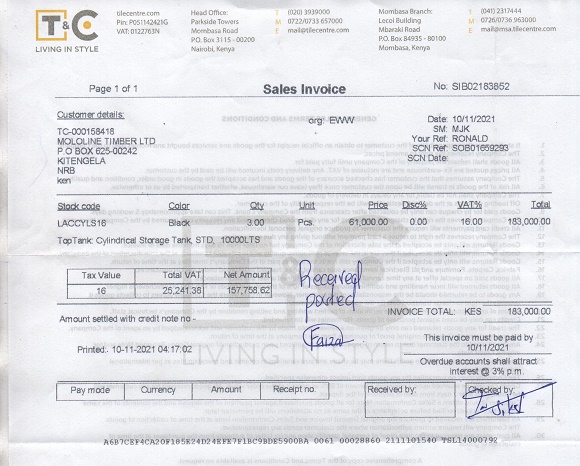 T&C
LIVING IN STYLE
www.tilecentre.com
Pin: P051142421G
VAT: 0122763N
Head Office:
Parkside Towers
Mombasa Road
P.O. Box 3115 - 00200
Nairobi, Kenya
T (020) 3939000
M 0722/0733 657000
E mail@tilecentre.com
Mombasa Branch:
Locol Building
Mbaraki Road
P.O. Box 84935 - 80100
Mombasa, Kenya
T (041) 2317444
M 0726/0736 963000
E mail@msa.tilecentre.com
Page 1 of 1
Sales Invoice
No: SIB02183852
Customer details:
TC-000158418
MOLOLINE TIMBER LTD
P.O BOX 625-00242
KITENGELA
NRB
ken
org: EWW
Date: 10/11/2021
SM: MJK
Your Ref: RONALD
SCN Ref: SOB01659293
SCN Date:
Stock code Color Qty Unit Price Disc% VAT% Total
LACCYLS16 Black 3.00 Pcs. 61,000.00 0.00 16.00 183,000.00
TopTank: Cylindrical Storage Tank, STD, 10000LTS
Tax Value Total VAT Net Amount
16 25,241.38 157,758.62
Received
posted
Faiza
INVOICE TOTAL: KES 183,000.00
Amount settled with credit note no -
This invoice must be paid by
10/11/2021
Printed: 10-11-2021 04:17:02
LIVING IN STYLE
Overdue accounts shall attract
interest @ 3% p.m.
Pay mode Currency Amount Receipt no. Received by: Checked by:
A6B7CEF4CA20F185E24D24EFX7F1BC9BDE5900BA 0061 00028860 2111101540 TSL14000792